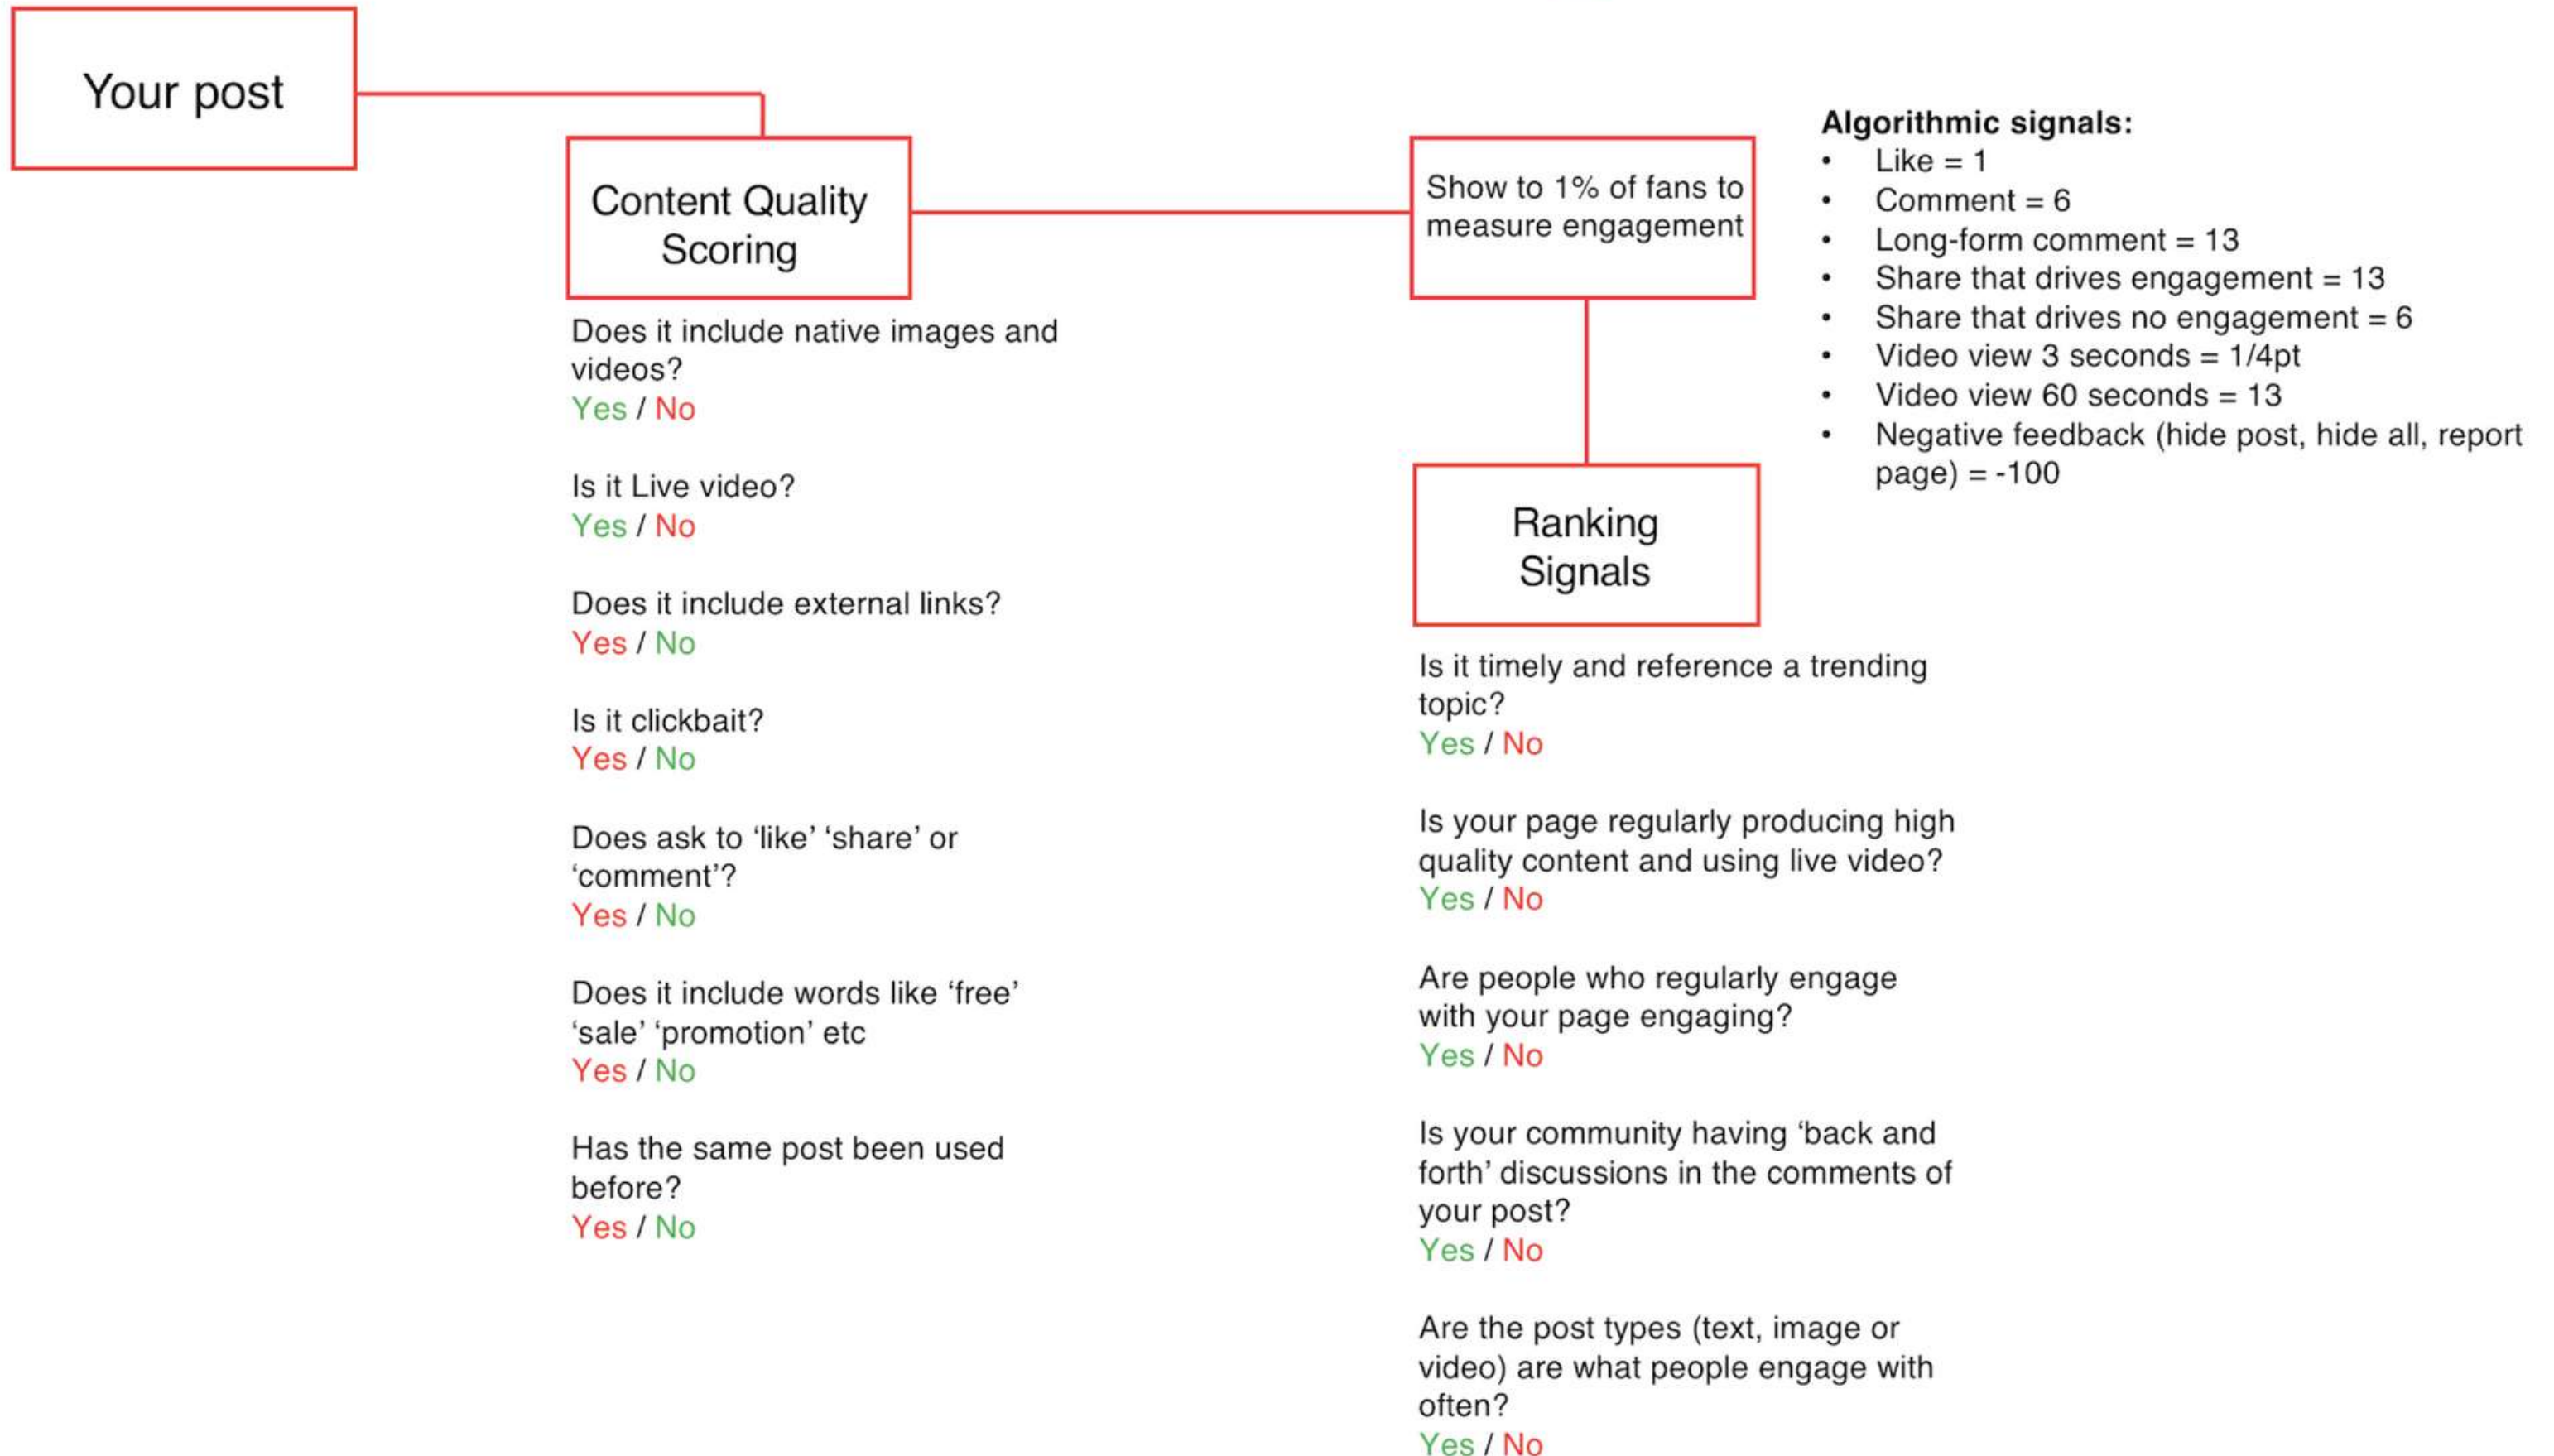 Your post
Content Quality
Scoring
Does it include native images and
videos?
Yes / No
Is it Live video?
Yes / No
Does it include external links?
Yes / No
Is it clickbait?
Yes / No
Does ask to ‘like’ ‘share’ or
‘comment’?
Yes / No
Does it include words like ‘free’
‘sale’ ‘promotion’ etc
Yes / No
Has the same post been used
before?
Yes / No
Show to 1% of fans to
measure engagement
Algorithmic signals:
• Like = 1
• Comment = 6
• Long-form comment = 13
• Share that drives engagement = 13
• Share that drives no engagement = 6
• Video view 3 seconds = 1/4pt
• Video view 60 seconds = 13
• Negative feedback (hide post, hide all, report
page) = -100
Ranking
Signals
Is it timely and reference a trending
topic?
Yes / No
Is your page regularly producing high
quality content and using live video?
Yes / No
Are people who regularly engage
with your page engaging?
Yes / No
Is your community having ‘back and
forth’ discussions in the comments of
your post?
Yes / No
Are the post types (text, image or
video) are what people engage with
often?
Yes / No